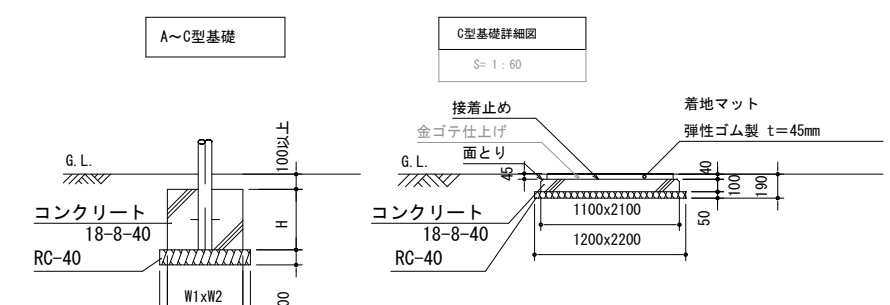 A～C型基礎
G.L.
100以上
コンクリート
18-8-40
H
RC-40
W1xW2
C型基礎詳細図
S= 1：60
接着止め
着地マット
金ゴテ仕上げ
弾性ゴム製 t＝45mm
面とり
G.L.
45
40
100
190
コンクリート
1100x2100
18-8-40
50
1200x2200
RC-40